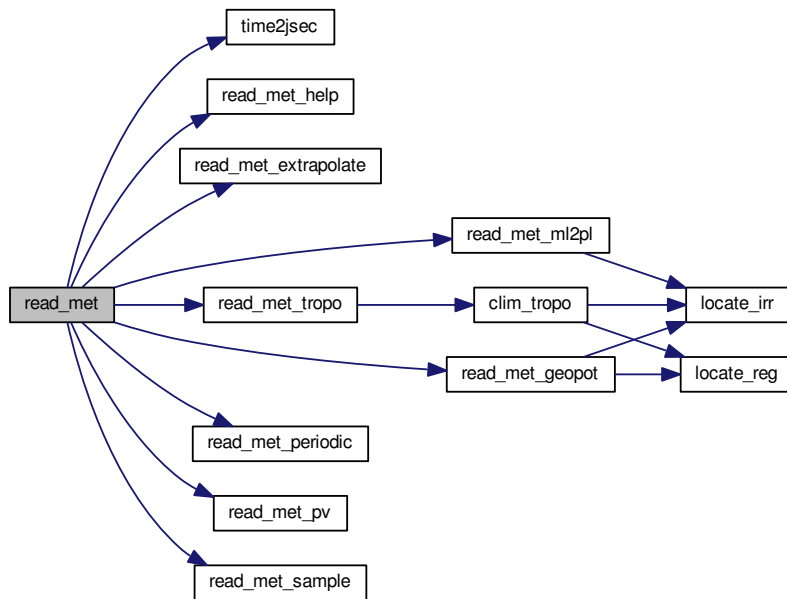 time2jsec
read_met_help
read_met_extrapolate
read_met_ml2pl
read_met
read_met_tropo
clim_tropo
locate_irr
read_met_geopot
locate_reg
read_met_periodic
read_met_pv
read_met_sample